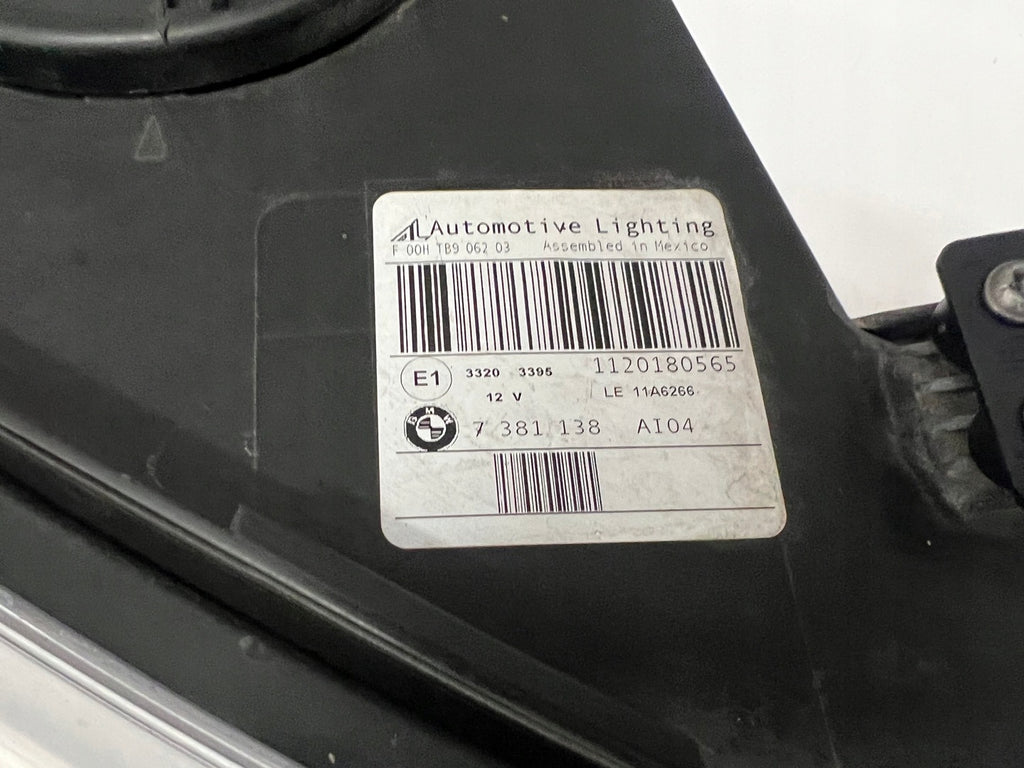 AL Automotive Lighting
F 00H TB9 062 03 Assembled in Mexico
E1 3320 3395 1120180565
12 V LE 11A6266
BMW 7 381 138 AI04